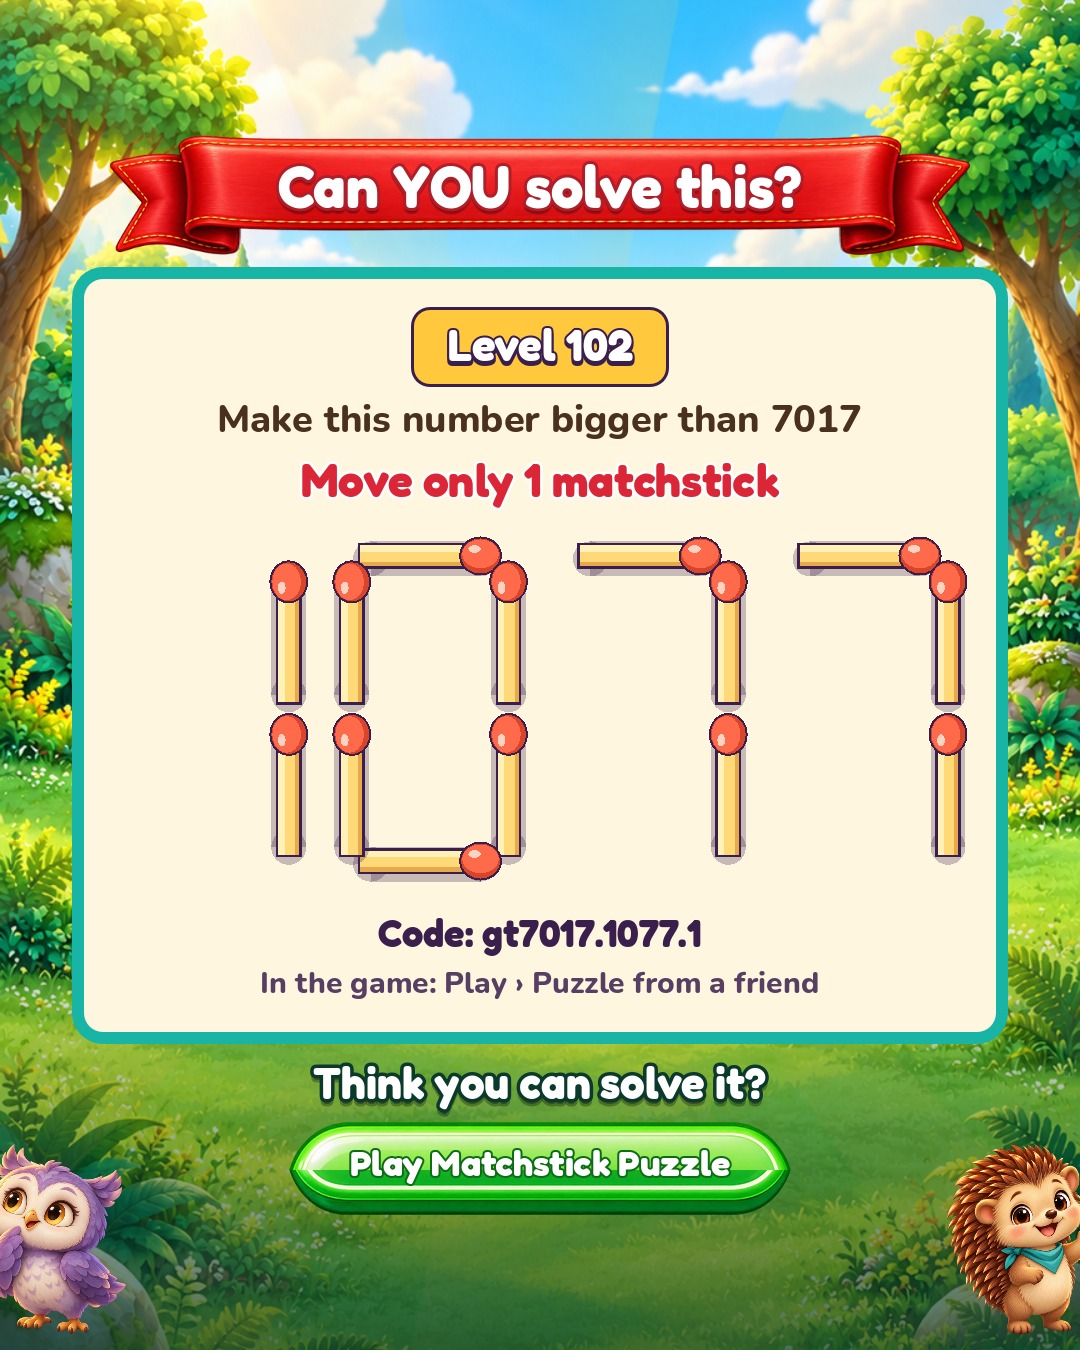 Can YOU solve this?
Level 102
Make this number bigger than 7017
Move only 1 matchstick
1077
Code: gt7017.1077.1
In the game: Play › Puzzle from a friend
Think you can solve it?
Play Matchstick Puzzle